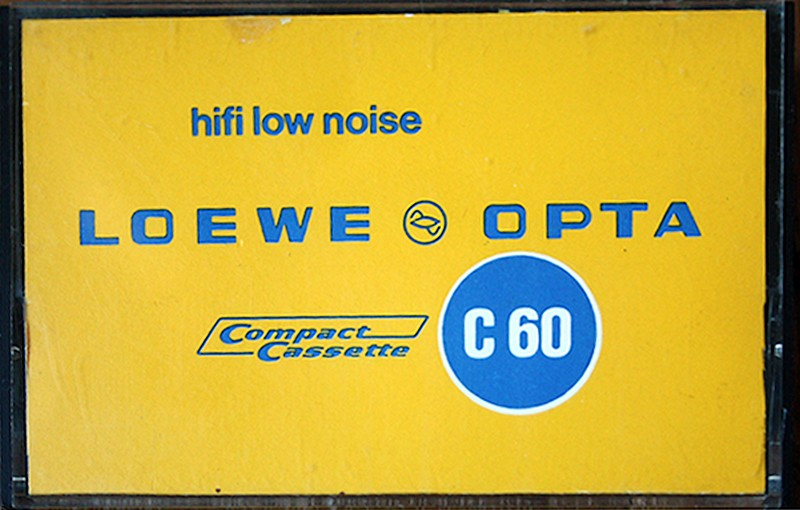 hifi low noise
LOEWE OPTA
Compact
Cassette
C 60